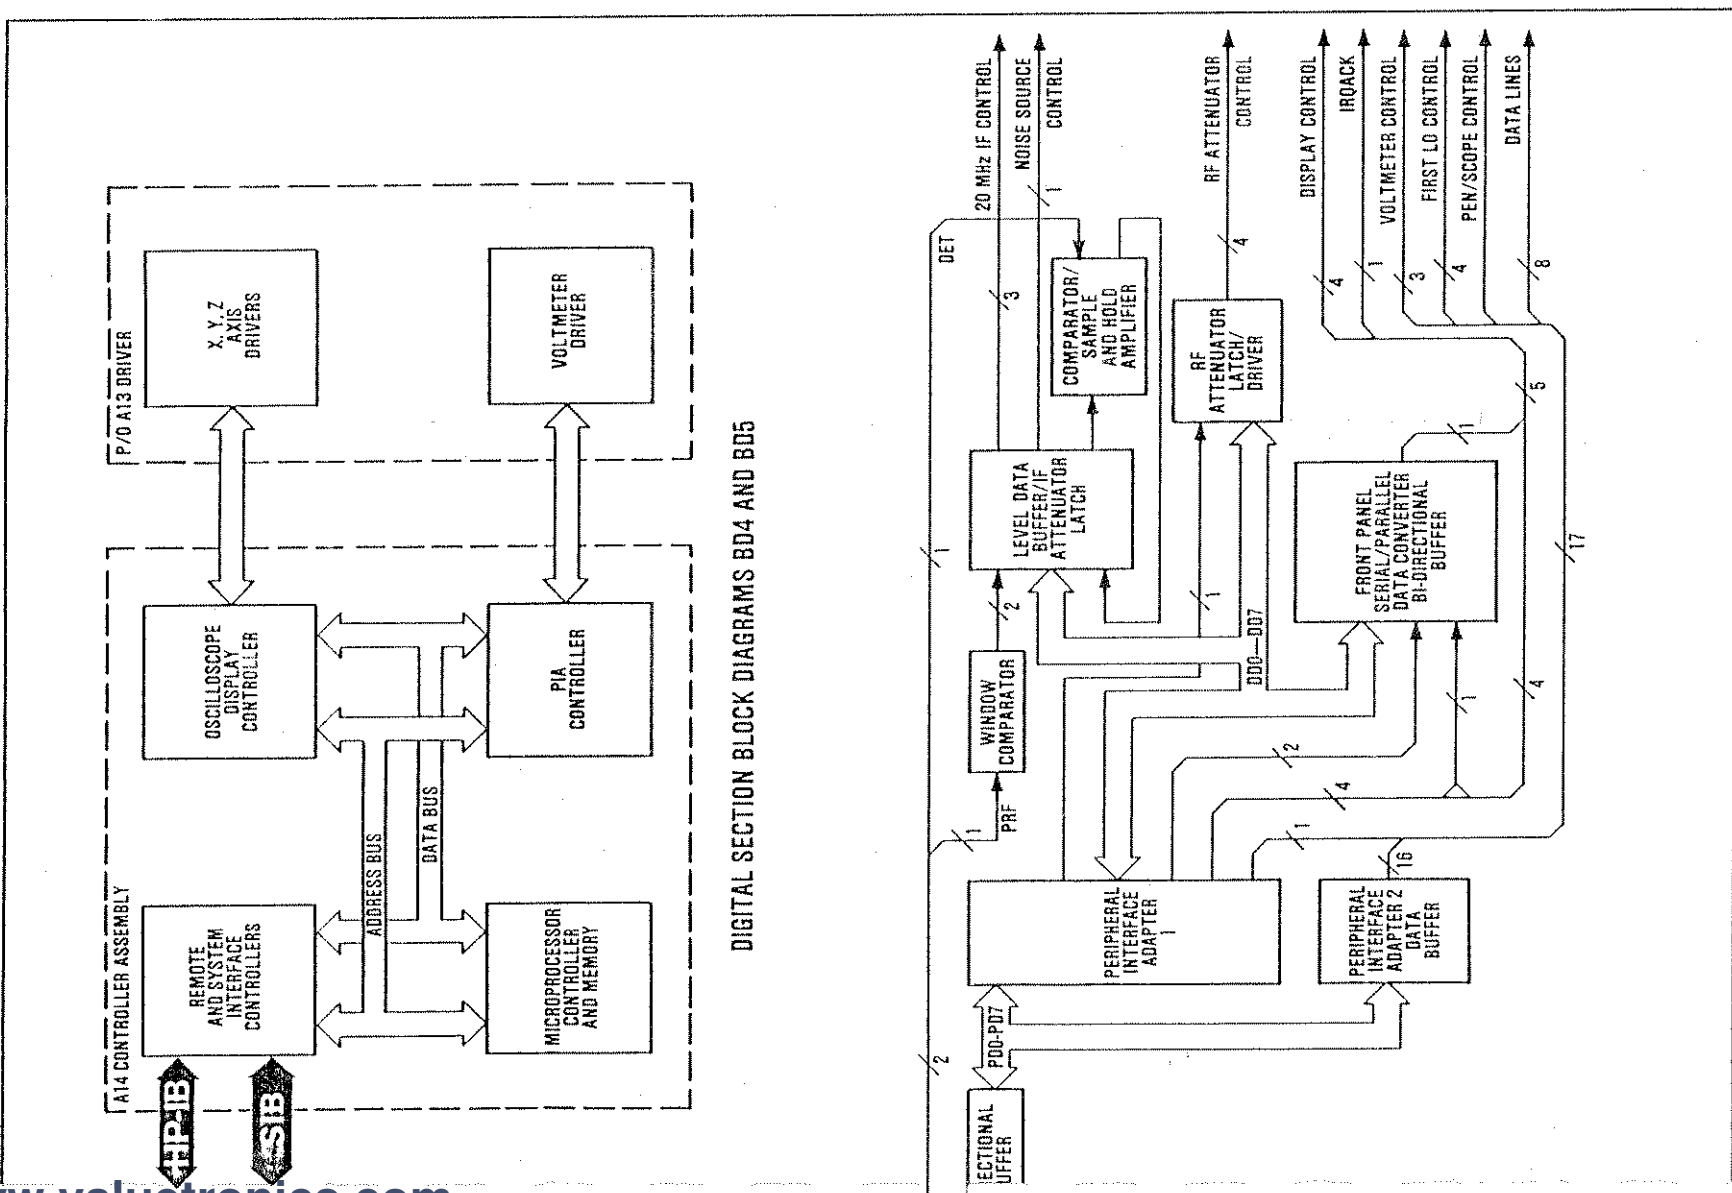 P/O A13 DRIVER
X, Y, Z
AXIS
DRIVERS
VOLTMETER
DRIVER
A14 CONTROLLER ASSEMBLY
OSCILLOSCOPE
DISPLAY
CONTROLLER
PIA
CONTROLLER
ADDRESS BUS
DATA BUS
REMOTE
AND SYSTEM
INTERFACE
CONTROLLERS
MICROPROCESSOR
CONTROLLER
AND MEMORY
HP-IB
SIB
DIGITAL SECTION BLOCK DIAGRAMS BD4 AND BD5
20 MHz IF CONTROL
NOISE SOURCE
CONTROL
RF ATTENUATOR
CONTROL
DISPLAY CONTROL
IRQACK
VOLTMETER CONTROL
FIRST LO CONTROL
PEN/SCOPE CONTROL
DATA LINES
DET
3
1
4
4
1
3
4
8
COMPARATOR/
SAMPLE
AND HOLD
AMPLIFIER
RF
ATTENUATOR
LATCH/
DRIVER
LEVEL DATA
BUFFER/IF
ATTENUATOR
LATCH
FRONT PANEL
SERIAL/PARALLEL
DATA CONVERTER
BI-DIRECTIONAL
BUFFER
1
5
1
17
2
1
DD0-DD7
WINDOW
COMPARATOR
1
4
2
PRF
1
4
1
16
PERIPHERAL
INTERFACE
ADAPTER
1
PERIPHERAL
INTERFACE
ADAPTER 2
DATA
BUFFER
2
PD0-PD7
ECTIONAL
UFFER